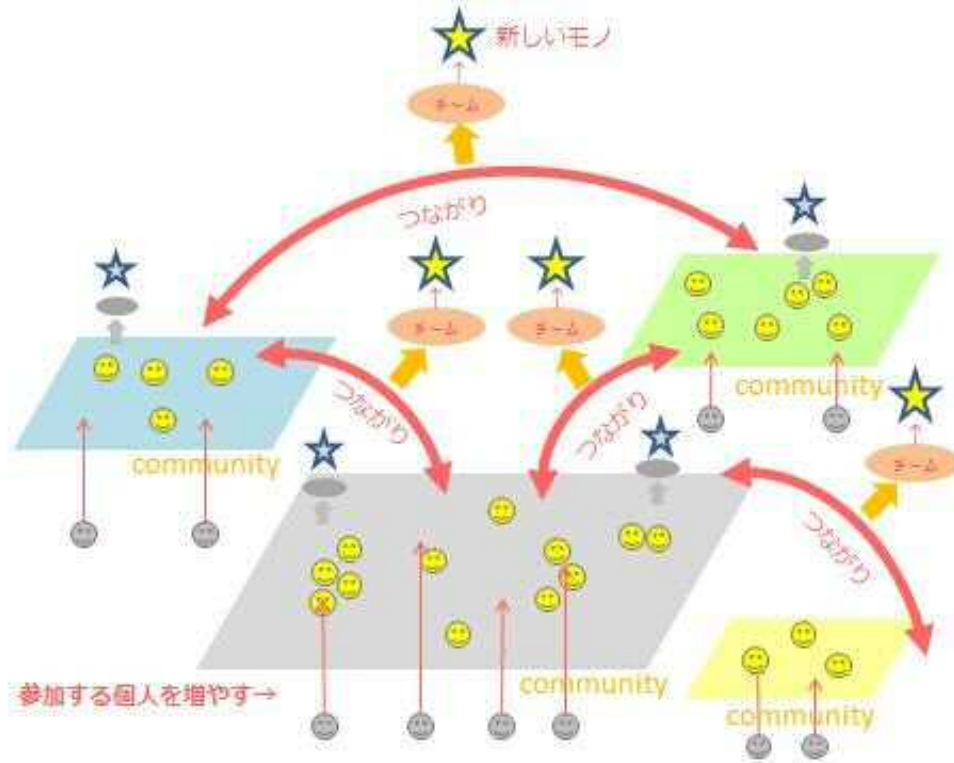 新しいモノ
チーム
つながり
チーム
チーム
community
つながり
つながり
チーム
community
つながり
参加する個人を増やす→
community
community